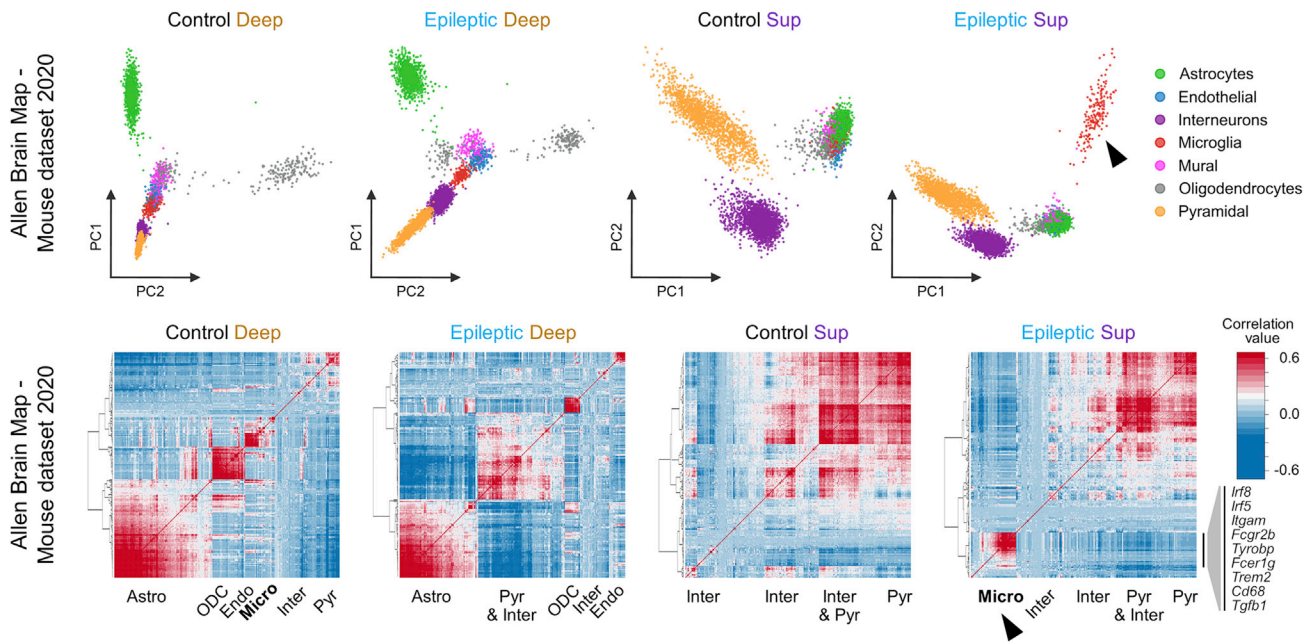 Control Deep
Epileptic Deep
Control Sup
Epileptic Sup
Allen Brain Map -
Mouse dataset 2020
PC1
PC2
PC1
PC2
PC2
PC1
PC2
PC1
Astrocytes
Endothelial
Interneurons
Microglia
Mural
Oligodendrocytes
Pyramidal
Control Deep
Epileptic Deep
Control Sup
Epileptic Sup
Allen Brain Map -
Mouse dataset 2020
Astro
ODC
Endo
Micro
Inter
Pyr
Astro
Pyr
& Inter
ODC
Inter
Endo
Inter
Inter
Inter
& Pyr
Pyr
Micro
Inter
Inter
Pyr
& Inter
Pyr
Correlation
value
0.6
0.0
-0.6
Irf8
Irf5
Itgam
Fcgr2b
Tyrobp
Fcer1g
Trem2
Cd68
Tgfb1